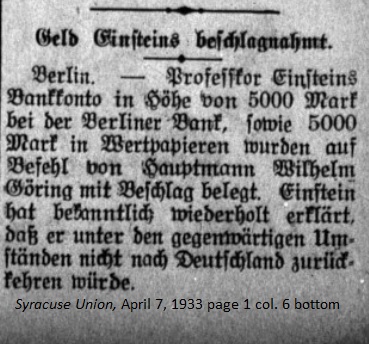 Geld Einsteins beschlagnahmt.
Berlin. — Professor Einsteins
Bankkonto in Höhe von 5000 Mark
bei der Berliner Bank, sowie 5000
Mark in Wertpapieren wurden auf
Befehl von Hauptmann Wilhelm
Göring mit Beschlag belegt. Einstein
hat bekanntlich wiederholt erklärt,
daß er unter den gegenwärtigen Um-
ständen nicht nach Deutschland zurück-
kehren würde.
Syracuse Union, April 7, 1933 page 1 col. 6 bottom